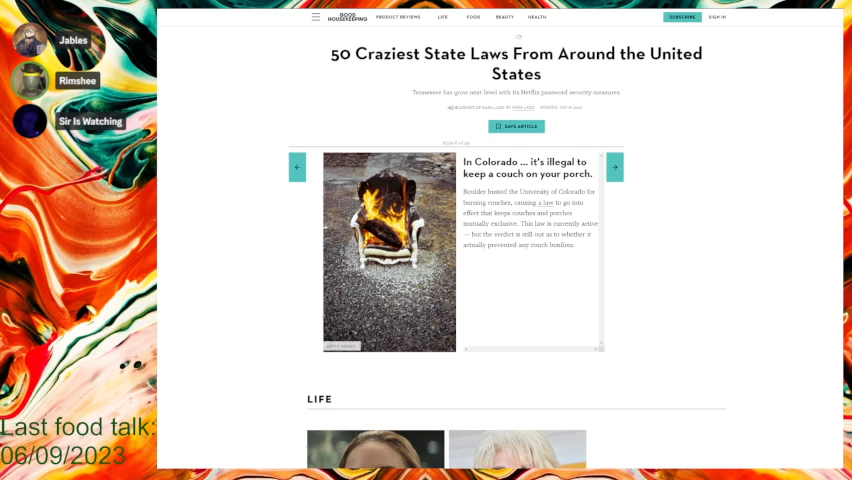 Jables
Rimshee
Sir Is Watching
Last food talk:
06/09/2023
GOOD
HOUSEKEEPING
PRODUCT REVIEWS
LIFE
FOOD
BEAUTY
HEALTH
SUBSCRIBE
SIGN IN
50 Craziest State Laws From Around the United
States
Tennessee has gone next-level with its Netflix password security measures.
BY KARA LADD
SAVE ARTICLE
In Colorado ... it's illegal to
keep a couch on your porch.
Boulder busted the University of Colorado for
burning couches, causing a law to go into
effect that keeps couches and porches
mutually exclusive. This law is currently active
— but the verdict is still out as to whether it
actually prevented any couch bonfires.
GETTY IMAGES
LIFE